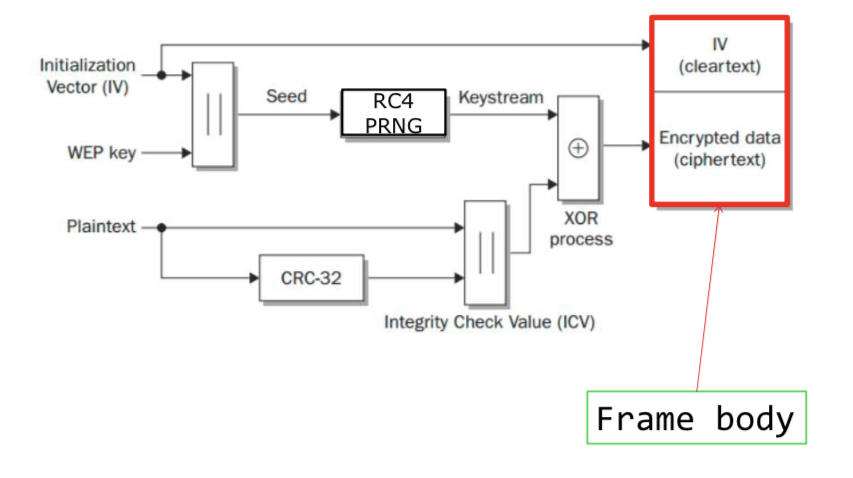 Initialization
Vector (IV)
WEP key
||
Seed
RC4
PRNG
Keystream
IV
(cleartext)
Encrypted data
(ciphertext)
XOR
process
Plaintext
CRC-32
||
Integrity Check Value (ICV)
Frame body